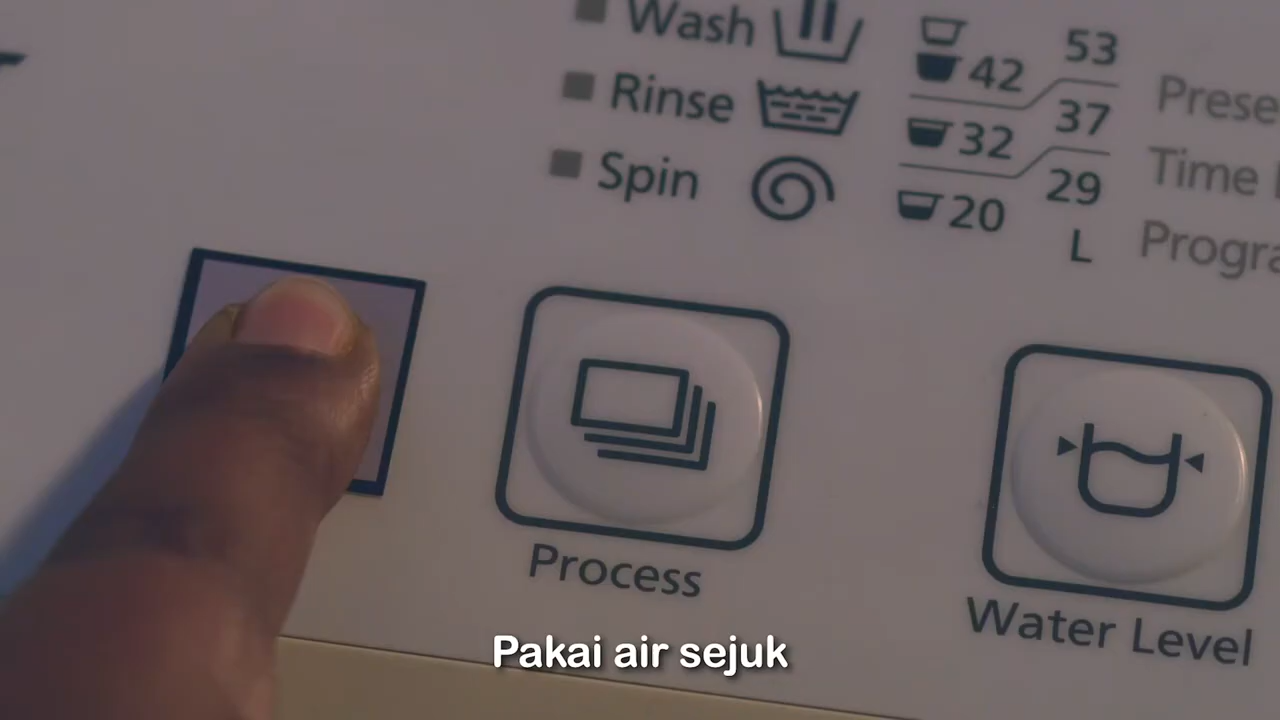 Wash
Rinse
Spin
42
32
20
53
37
29
L
Process
Water Level
Pakai air sejuk